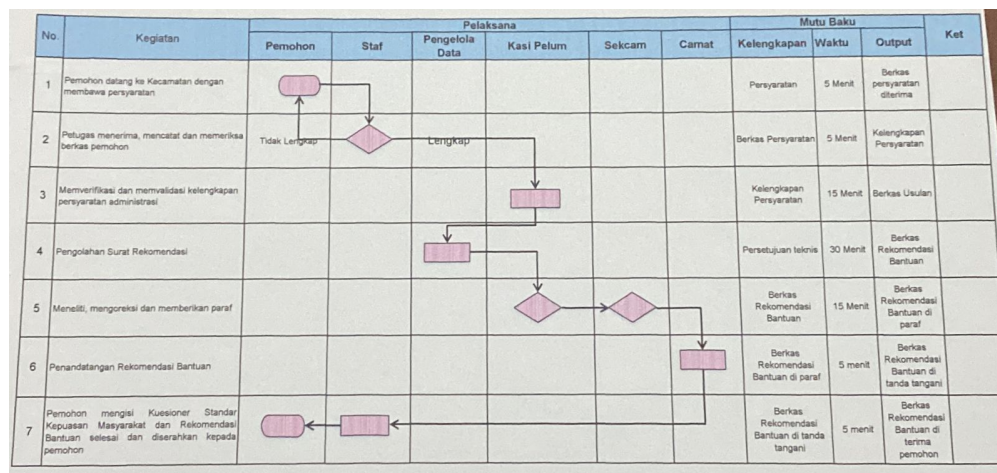 No. Kegiatan Pelaksana Mutu Baku Ket
Pemohon Staf Pengelola Data Kasi Pelum Sekcam Camat Kelengkapan Waktu Output
1 Pemohon datang ke Kecamatan dengan membawa persyaratan Persyaratan 5 Menit Berkas persyaratan diterima
2 Petugas menerima, mencatat dan memeriksa berkas pemohon Tidak Lengkap Lengkap Berkas Persyaratan 5 Menit Kelengkapan Persyaratan
3 Memverifikasi dan memvalidasi kelengkapan persyaratan administrasi Kelengkapan Persyaratan 15 Menit Berkas Usulan
4 Pengolahan Surat Rekomendasi Persetujuan teknis 30 Menit Berkas Rekomendasi Bantuan
5 Meneliti, mengoreksi dan memberikan paraf Berkas Rekomendasi Bantuan 15 Menit Berkas Rekomendasi Bantuan di paraf
6 Penandatangan Rekomendasi Bantuan Berkas Rekomendasi Bantuan di paraf 5 menit Berkas Rekomendasi Bantuan di tanda tangani
7 Pemohon mengisi Kuesioner Standar Kepuasan Masyarakat dan Rekomendasi Bantuan selesai dan diserahkan kepada pemohon Berkas Rekomendasi Bantuan di tanda tangani 5 menit Berkas Rekomendasi Bantuan di terima pemohon